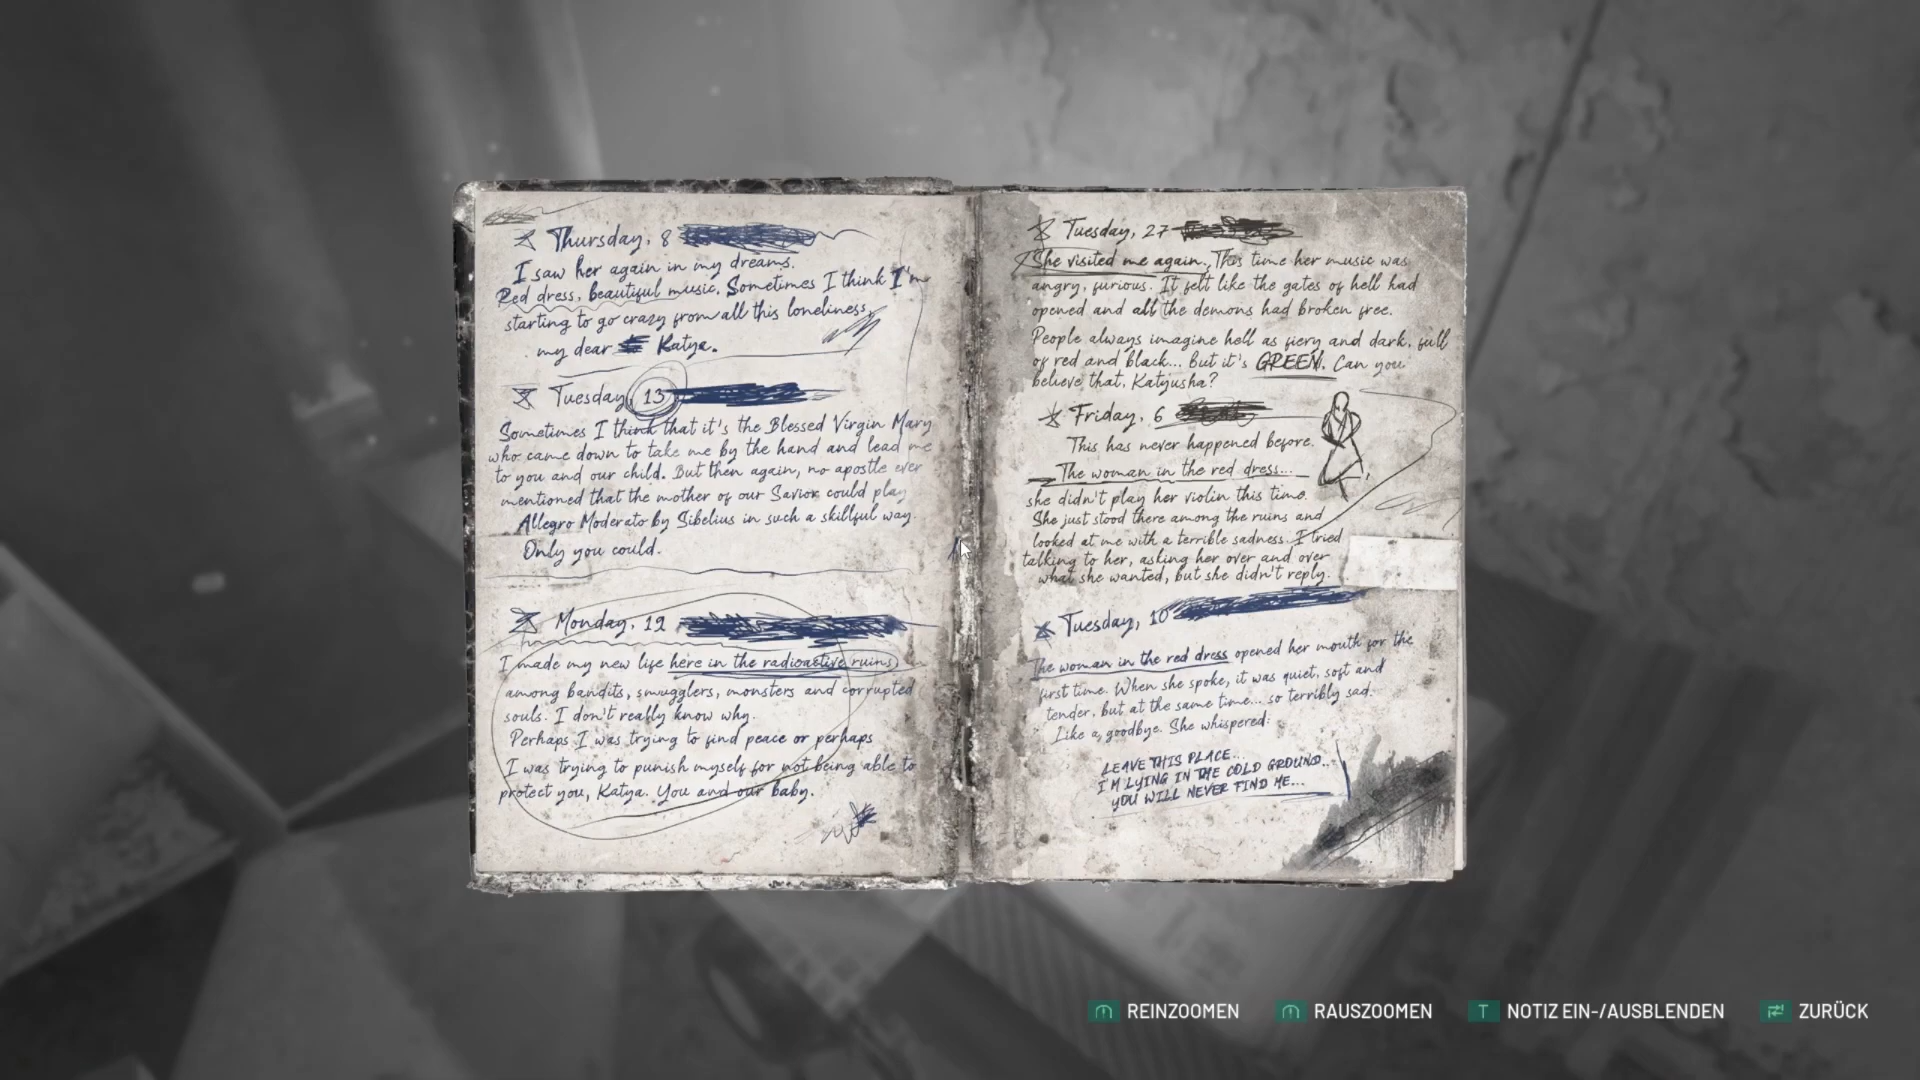 Thursday, 8
I saw her again in my dreams.
Red dress, beautiful music. Sometimes I think I'm
starting to go crazy from all this loneliness,
my dear Katya.
Tuesday, 13
Sometimes I think that it's the Blessed Virgin Mary
who came down to take me by the hand and lead me
to you and our child. But then again, no apostle ever
mentioned that the mother of our Savior could play
Allegro Moderato by Sibelius in such a skillful way.
Only you could.
Monday, 19
I made my new life here in the radioactive ruins,
among bandits, smugglers, monsters and corrupted
souls. I don't really know why.
Perhaps I was trying to find peace or perhaps
I was trying to punish myself for not being able to
protect you, Katya. You and our baby.
Tuesday, 27
She visited me again. This time her music was
angry, furious. It felt like the gates of hell had
opened and all the demons had broken free.
People always imagine hell as fiery and dark, full
of red and black... But it's GREEN. Can you
believe that, Katyusha?
Friday, 6
This has never happened before.
The woman in the red dress...
she didn't play her violin this time.
She just stood there among the ruins and
looked at me with a terrible sadness. I tried
talking to her, asking her over and over
what she wanted, but she didn't reply.
Tuesday, 10
The woman in the red dress opened her mouth for the
first time. When she spoke, it was quiet, soft and
tender, but at the same time... so terribly sad.
Like a goodbye. She whispered:
LEAVE THIS PLACE...
I'M LYING IN THE COLD GROUND...
YOU WILL NEVER FIND ME...
REINZOOMEN RAUSZOOMEN T NOTIZ EIN-/AUSBLENDEN ZURÜCK